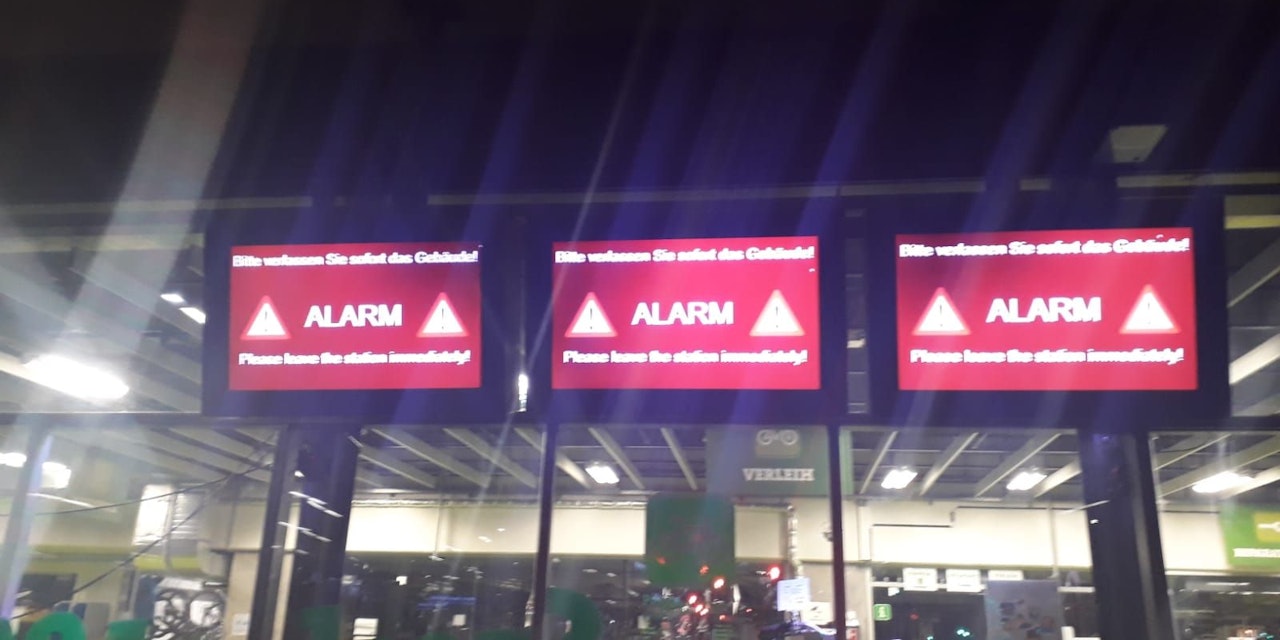 Bitte verlassen Sie sofort das Gebäude!
ALARM
Please leave the station immediately!
Bitte verlassen Sie sofort das Gebäude!
ALARM
Please leave the station immediately!
Bitte verlassen Sie sofort das Gebäude!
ALARM
Please leave the station immediately!
VERLEIH